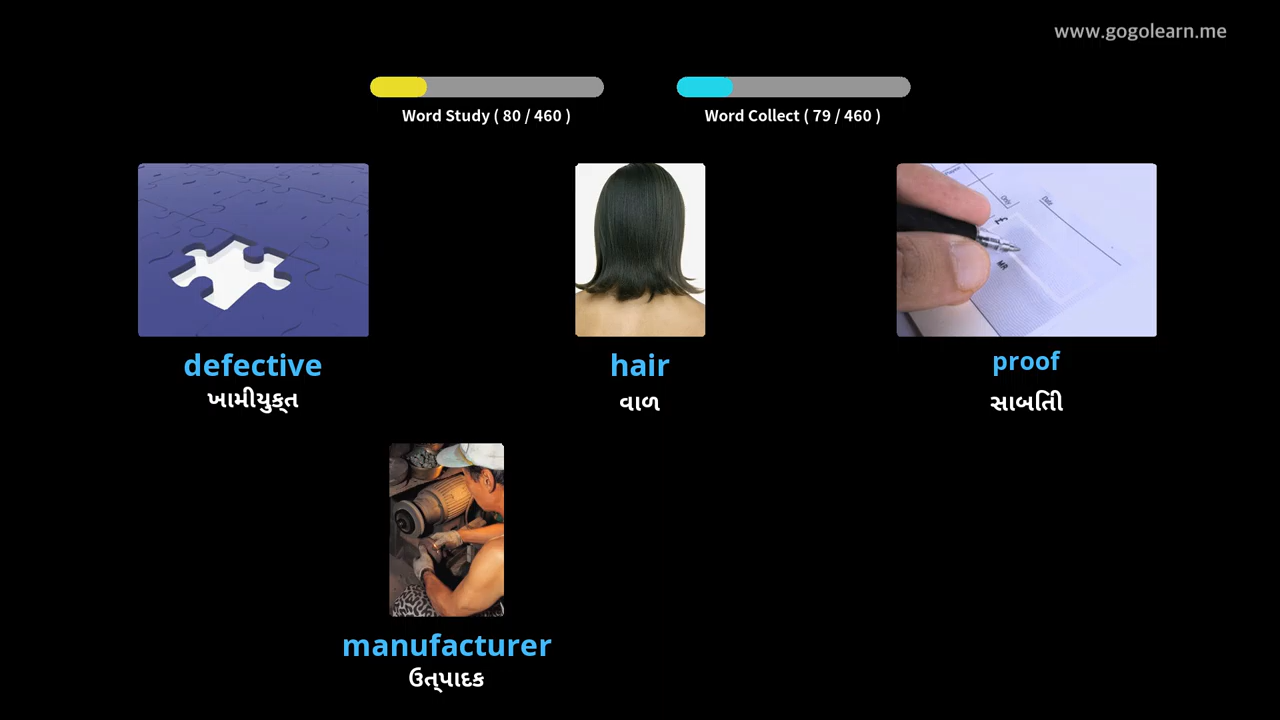 www.gogolearn.me
Word Study ( 80 / 460 )
Word Collect ( 79 / 460 )
defective
ખામીયુક્ત
hair
વાળ
proof
સાબિતી
manufacturer
ઉત્પાદક